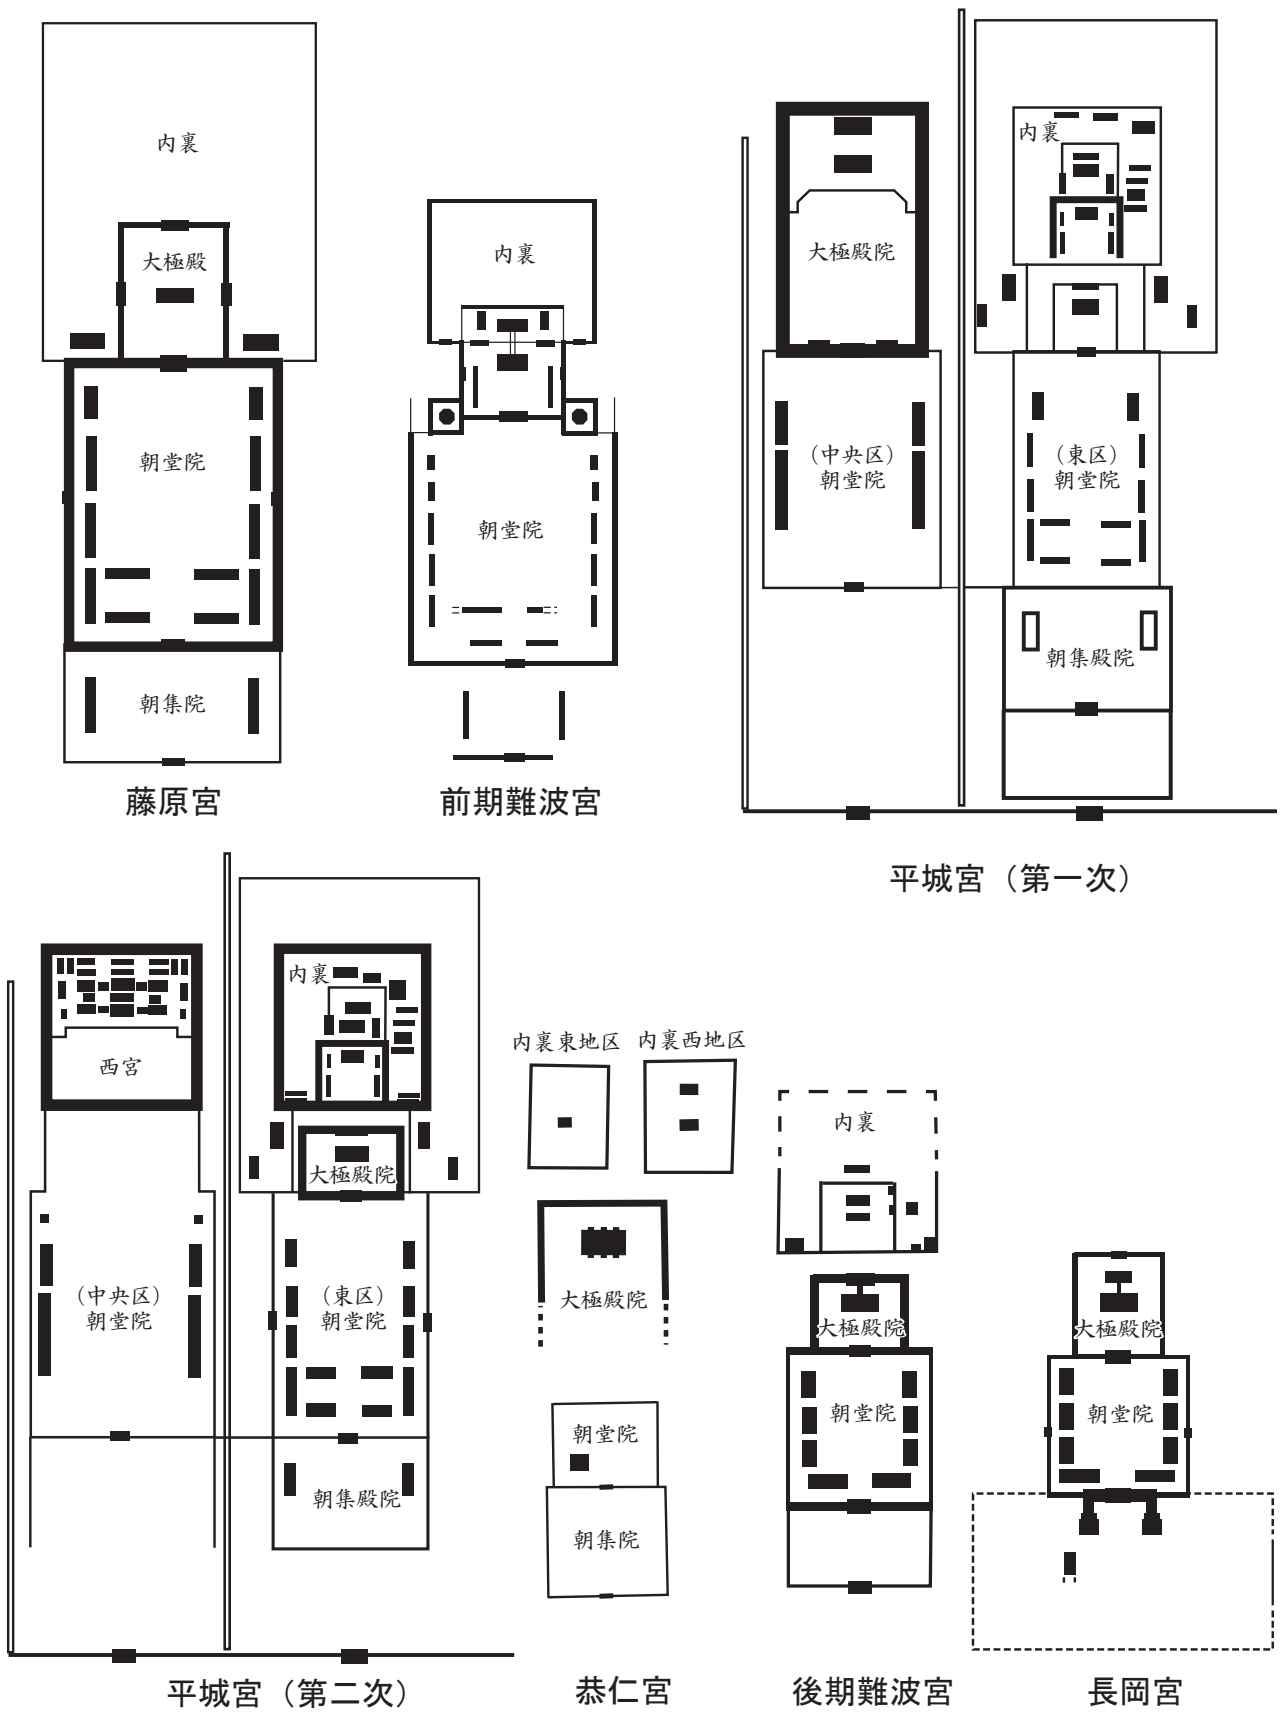 内裏
大極殿
朝堂院
朝集院
藤原宮
内裏
朝堂院
前期難波宮
大極殿院
（中央区）
朝堂院
内裏
（東区）
朝堂院
朝集殿院
平城宮（第一次）
西宮
（中央区）
朝堂院
内裏
大極殿院
（東区）
朝堂院
朝集殿院
平城宮（第二次）
内裏東地区
内裏西地区
大極殿院
朝堂院
朝集院
恭仁宮
内裏
大極殿院
朝堂院
後期難波宮
大極殿院
朝堂院
長岡宮